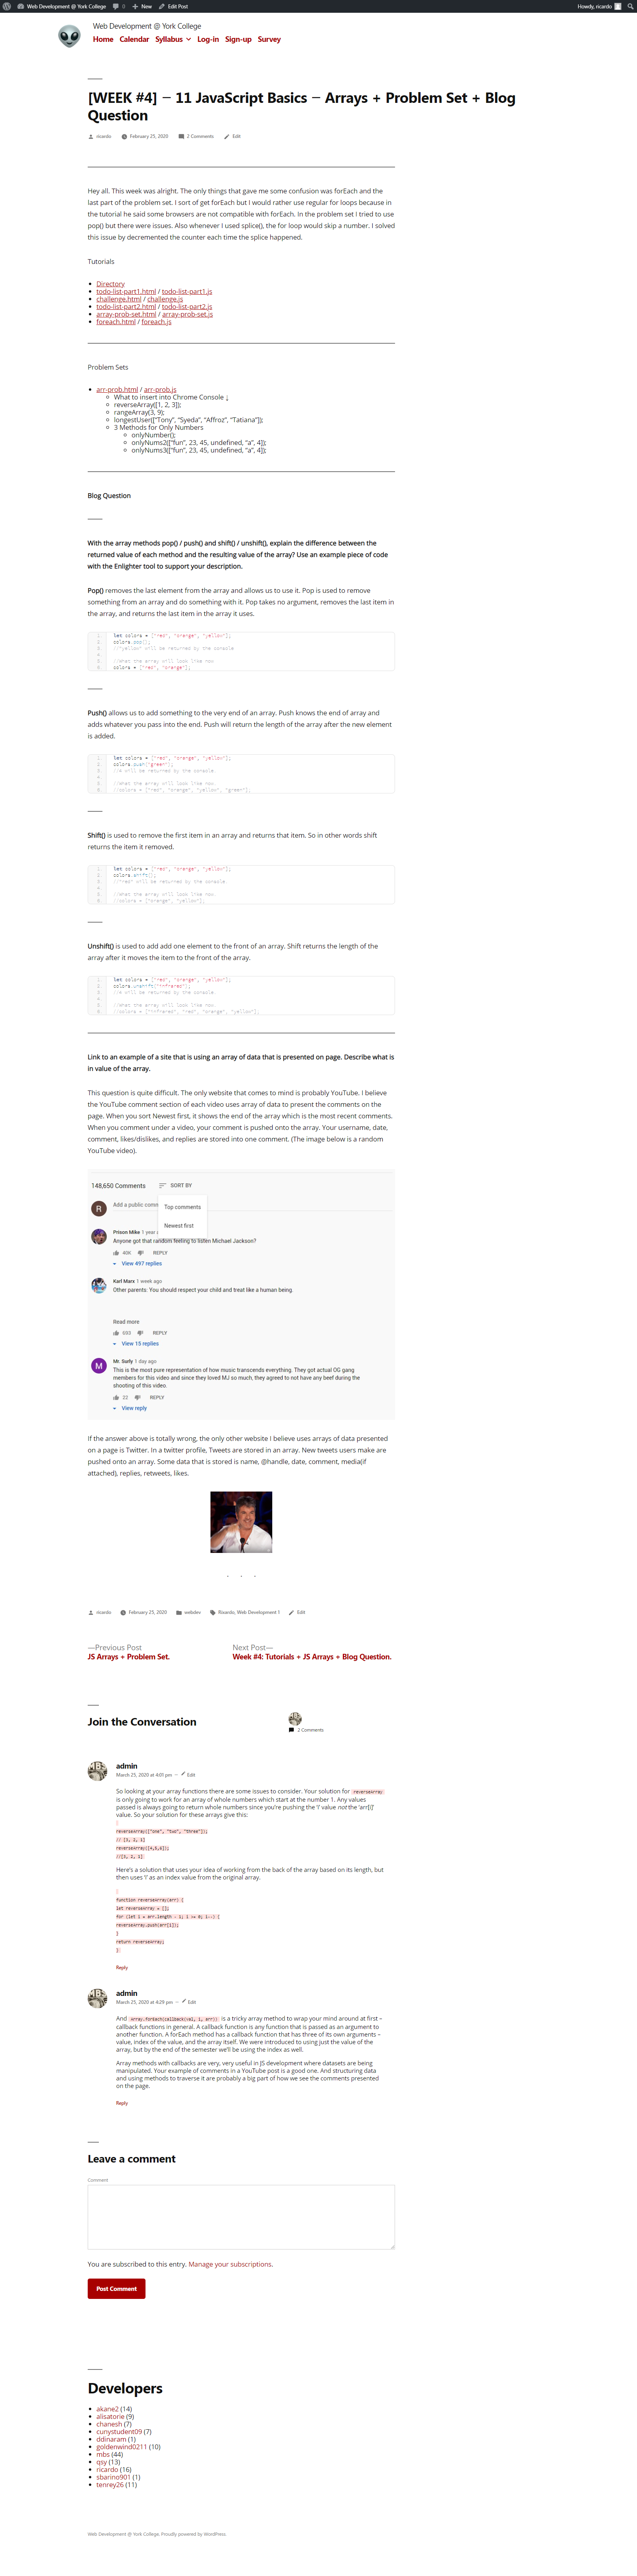 Web Development @ York College 0 New Edit Post Howdy, ricardo
Web Development @ York College
Home Calendar Syllabus Log-in Sign-up Survey
[WEEK #4] – 11 JavaScript Basics – Arrays + Problem Set + Blog
Question
ricardo February 25, 2020 2 Comments Edit
Hey all. This week was alright. The only things that gave me some confusion was forEach and the
last part of the problem set. I sort of get forEach but I would rather use regular for loops because in
the tutorial he said some browsers are not compatible with forEach. In the problem set I tried to use
pop() but there were issues. Also whenever I used splice(), the for loop would skip a number. I solved
this issue by decremented the counter each time the splice happened.
Tutorials
Directory
todo-list-part1.html / todo-list-part1.js
challenge.html / challenge.js
todo-list-part2.html / todo-list-part2.js
array-prob-set.html / array-prob-set.js
foreach.html / foreach.js
Problem Sets
arr-prob.html / arr-prob.js
What to insert into Chrome Console ↓
reverseArray([1, 2, 3]);
rangeArray(3, 9);
longestUser(["Tony", "Syeda", "Affroz", "Tatiana"]);
3 Methods for Only Numbers
onlyNumber();
onlyNums2(["fun", 23, 45, undefined, "a", 4]);
onlyNums3(["fun", 23, 45, undefined, "a", 4]);
Blog Question
With the array methods pop() / push() and shift() / unshift(), explain the difference between the
returned value of each method and the resulting value of the array? Use an example piece of code
with the Enlighter tool to support your description.
Pop() removes the last element from the array and allows us to use it. Pop is used to remove
something from an array and do something with it. Pop takes no argument, removes the last item in
the array, and returns the last item in the array it uses.
1. let colors = ["red", "orange", "yellow"];
2. colors.pop();
3. //"yellow" will be returned by the console
4.
5. //What the array will look like now
6. colors = ["red", "orange"];
Push() allows us to add something to the very end of an array. Push knows the end of array and
adds whatever you pass into the end. Push will return the length of the array after the new element
is added.
1. let colors = ["red", "orange", "yellow"];
2. colors.push("green");
3. //4 will be returned by the console.
4.
5. //What the array will look like now.
6. //colors = ["red", "orange", "yellow", "green"];
Shift() is used to remove the first item in an array and returns that item. So in other words shift
returns the item it removed.
1. let colors = ["red", "orange", "yellow"];
2. colors.shift();
3. //"red" will be returned by the console
4.
5. //What the array will look like now.
6. //colors = ["orange", "yellow"];
Unshift() is used to add add one element to the front of an array. Shift returns the length of the
array after it moves the item to the front of the array.
1. let colors = ["red", "orange", "yellow"];
2. colors.unshift("infrared");
3. //4 will be returned by the console.
4.
5. //What the array will look like now.
6. //colors = ["infrared", "red", "orange", "yellow"];
Link to an example of a site that is using an array of data that is presented on page. Describe what is
in value of the array.
This question is quite difficult. The only website that comes to mind is probably YouTube. I believe
the YouTube comment section of each video uses array of data to present the comments on the
page. When you sort Newest first, it shows the end of the array which is the most recent comments.
When you comment under a video, your comment is pushed onto the array. Your username, date,
comment, likes/dislikes, and replies are stored into one comment. (The image below is a random
YouTube video).
148,650 Comments SORT BY
R Add a public comm
Top comments
Newest first
Prison Mike 1 year
Anyone got that random feeling to listen Michael Jackson?
40K REPLY
View 497 replies
Karl Marx 1 week ago
Other parents: You should respect your child and treat like a human being.
Read more
693 REPLY
View 15 replies
M Mr. Surly 1 day ago
This is the most pure representation of how music transcends everything. They got actual OG gang
members for this video and since they loved MJ so much, they agreed to not have any beef during the
shooting of this video.
22 REPLY
View reply
If the answer above is totally wrong, the only other website I believe uses arrays of data presented
on a page is Twitter. In a twitter profile, Tweets are stored in an array. New tweets users make are
pushed onto an array. Some data that is stored is name, @handle, date, comment, media(if
attached), replies, retweets, likes.
ricardo February 25, 2020 webdev Ricardo, Web Development 1 Edit
—Previous Post Next Post—
JS Arrays + Problem Set. Week #4: Tutorials + JS Arrays + Blog Question.
Join the Conversation
2 Comments
admin
March 25, 2020 at 4:01 pm – Edit
So looking at your array functions there are some issues to consider. Your solution for reverseArray
is only going to work for an array of whole numbers which start at the number 1. Any values
passed is always going to return whole numbers since you're pushing the 'i' value not the 'arr[i]'
value. So your solution for these arrays give this:
reverseArray(["one", "two", "three"]);
// [3, 2, 1]
reverseArray([4,5,6]);
//[3, 2, 1]
Here's a solution that uses your idea of working from the back of the array based on its length, but
then uses 'i' as an index value from the original array.
function reverseArray(arr) {
let reverseArray = [];
for (let i = arr.length - 1; i >= 0; i--) {
reverseArray.push(arr[i]);
}
return reverseArray;
}
Reply
admin
March 25, 2020 at 4:29 pm – Edit
And Array.forEach(callback(val, i, arr)) is a tricky array method to wrap your mind around at first –
callback functions in general. A callback function is any function that is passed as an argument to
another function. A forEach method has a callback function that has three of its own arguments –
value, index of the value, and the array itself. We were introduced to using just the value of the
array, but by the end of the semester we'll be using the index as well.
Array methods with callbacks are very, very useful in JS development where datasets are being
manipulated. Your example of comments in a YouTube post is a good one. And structuring data
and using methods to traverse it are probably a big part of how we see the comments presented
on the page.
Reply
Leave a comment
Comment
You are subscribed to this entry. Manage your subscriptions.
Post Comment
Developers
akane2 (14)
alisatorie (9)
chanesh (7)
cunystudent09 (7)
ddinaram (1)
goldenwind0211 (10)
mbs (44)
qsy (13)
ricardo (16)
sbarino901 (1)
tenrey26 (11)
Web Development @ York College, Proudly powered by WordPress.